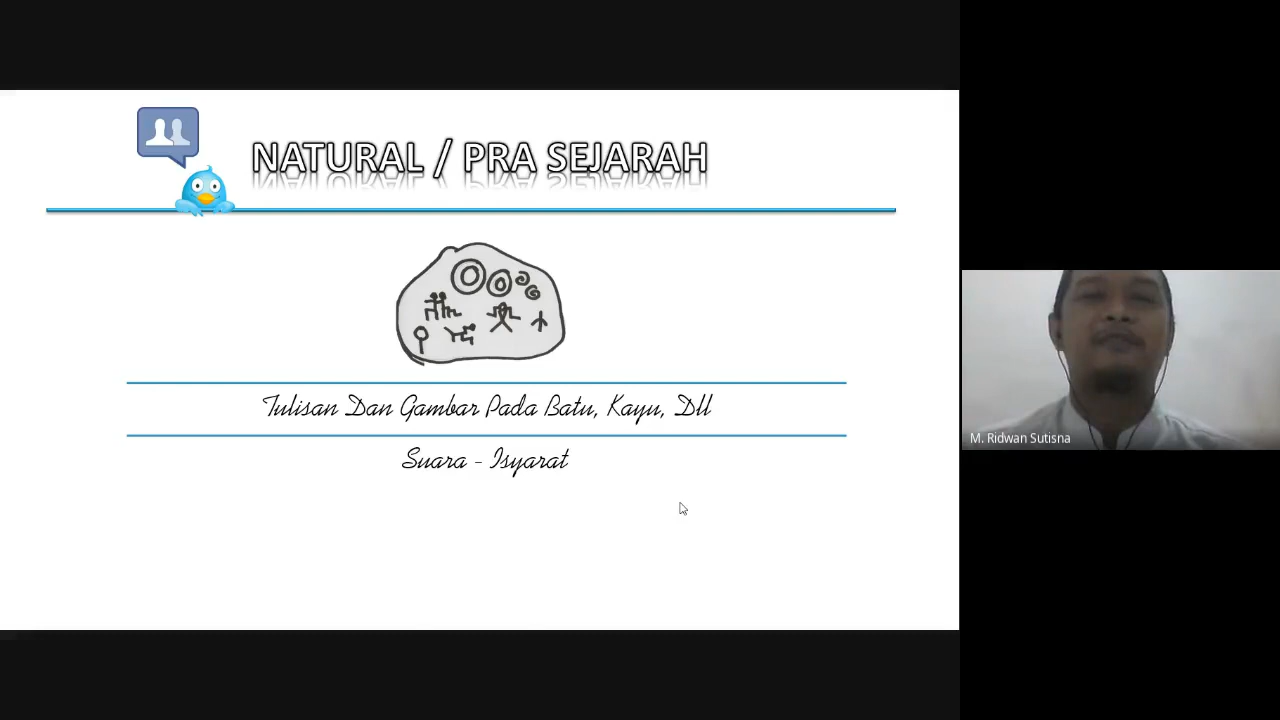 NATURAL / PRA SEJARAH
Tulisan Dan Gambar Pada Batu, Kayu, Dll
Suara - Isyarat
M. Ridwan Sutisna